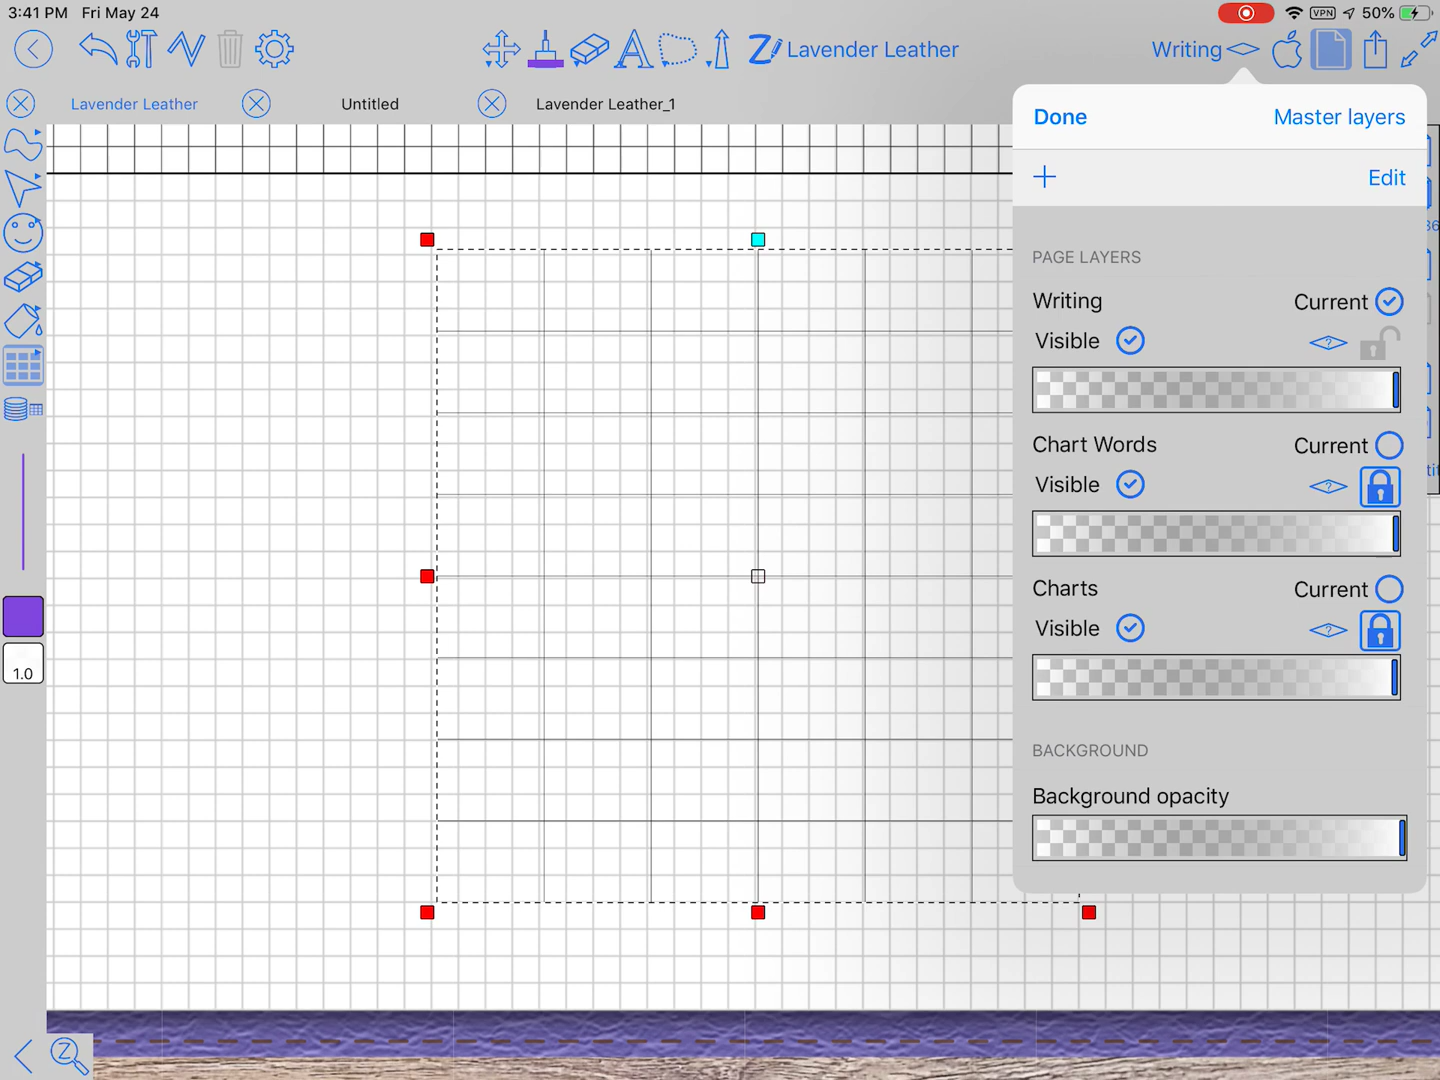 3:41 PM Fri May 24
VPN 50%
Lavender Leather
Writing
Lavender Leather
Untitled
Lavender Leather_1
Done
Master layers
Edit
PAGE LAYERS
Writing
Current
Visible
?
Chart Words
Current
Visible
?
Charts
Current
Visible
?
BACKGROUND
Background opacity
1.0